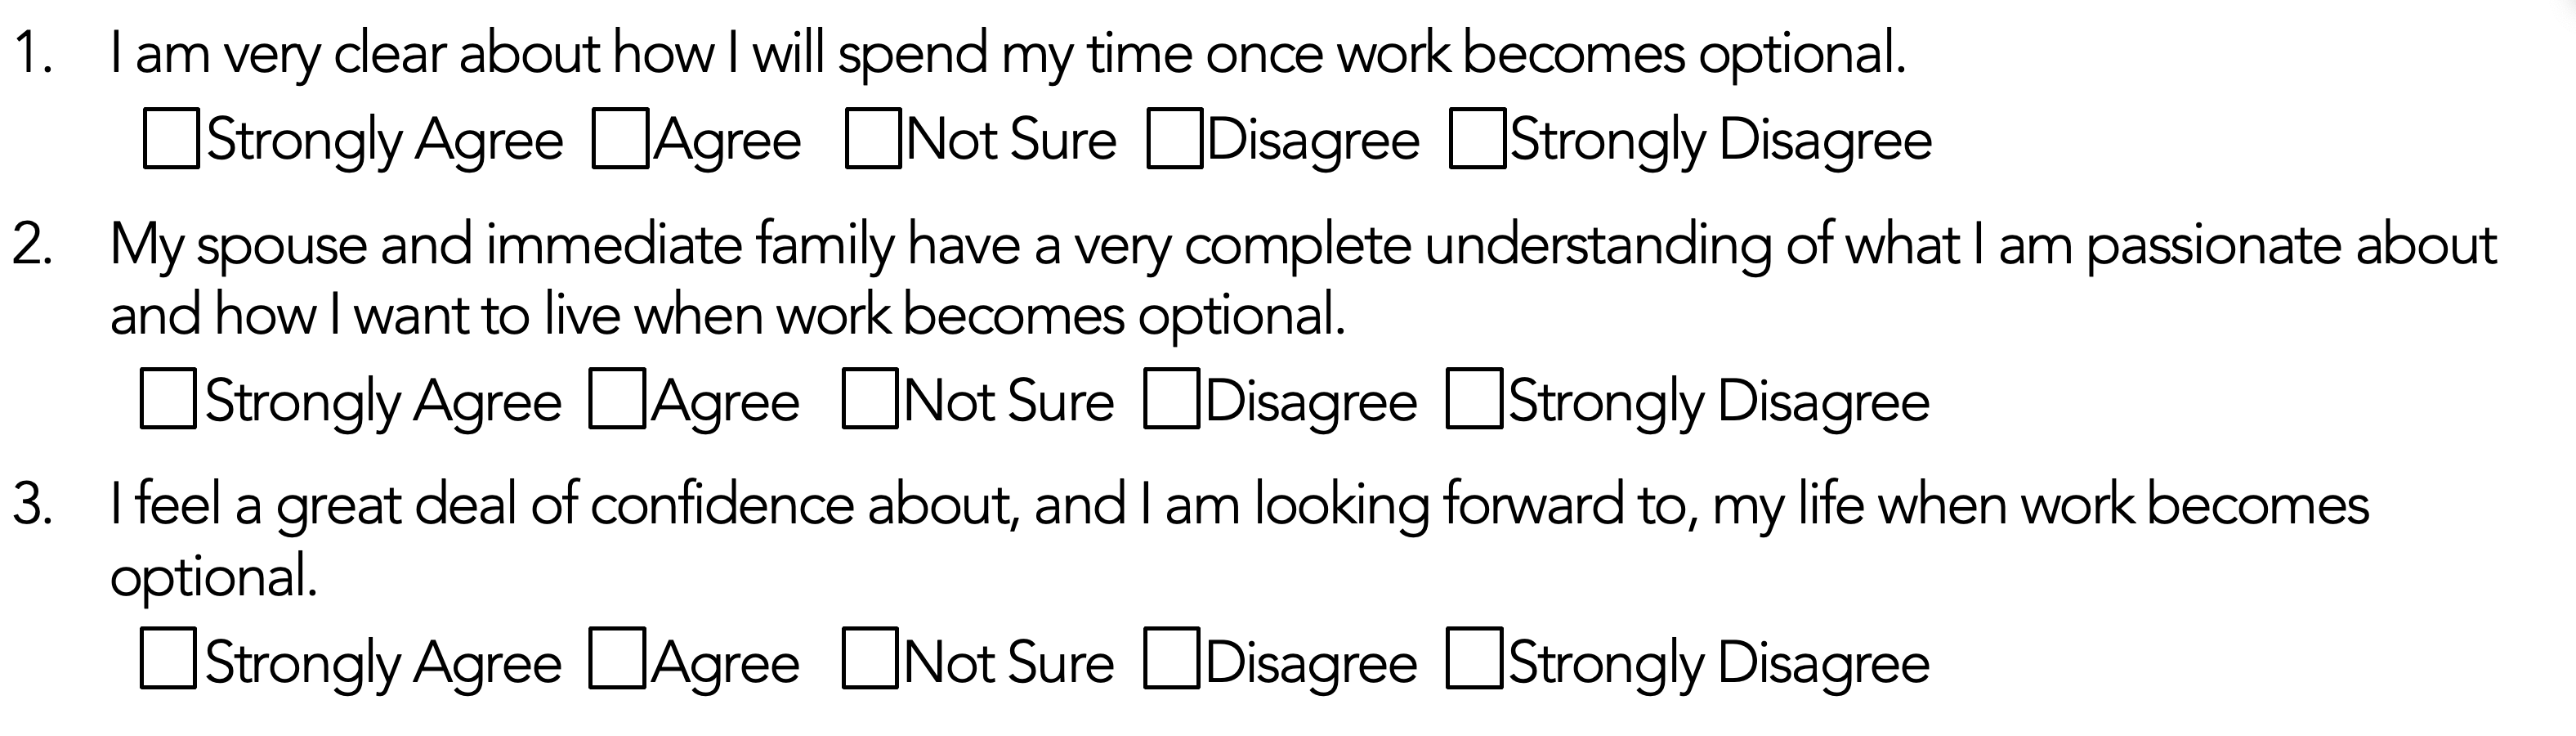 1. I am very clear about how I will spend my time once work becomes optional.
Strongly Agree Agree Not Sure Disagree Strongly Disagree
2. My spouse and immediate family have a very complete understanding of what I am passionate about
and how I want to live when work becomes optional.
Strongly Agree Agree Not Sure Disagree Strongly Disagree
3. I feel a great deal of confidence about, and I am looking forward to, my life when work becomes
optional.
Strongly Agree Agree Not Sure Disagree Strongly Disagree